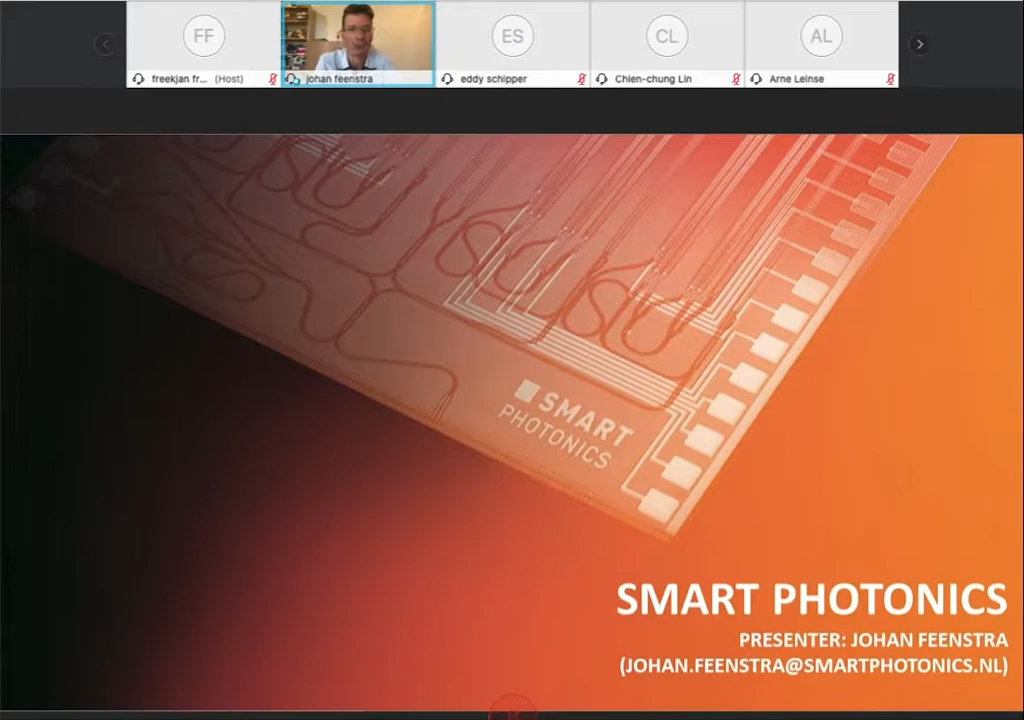 FF
ES
CL
AL
freekjan fr... (Host)
johan feenstra
eddy schipper
Chien-chung Lin
Arne Leinse
SMART
PHOTONICS
SMART PHOTONICS
PRESENTER: JOHAN FEENSTRA
(JOHAN.FEENSTRA@SMARTPHOTONICS.NL)